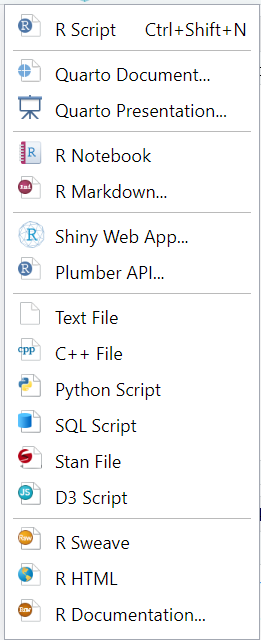 R Script Ctrl+Shift+N
Quarto Document...
Quarto Presentation...
R Notebook
R Markdown...
Shiny Web App...
Plumber API...
Text File
C++ File
Python Script
SQL Script
Stan File
D3 Script
R Sweave
R HTML
R Documentation...